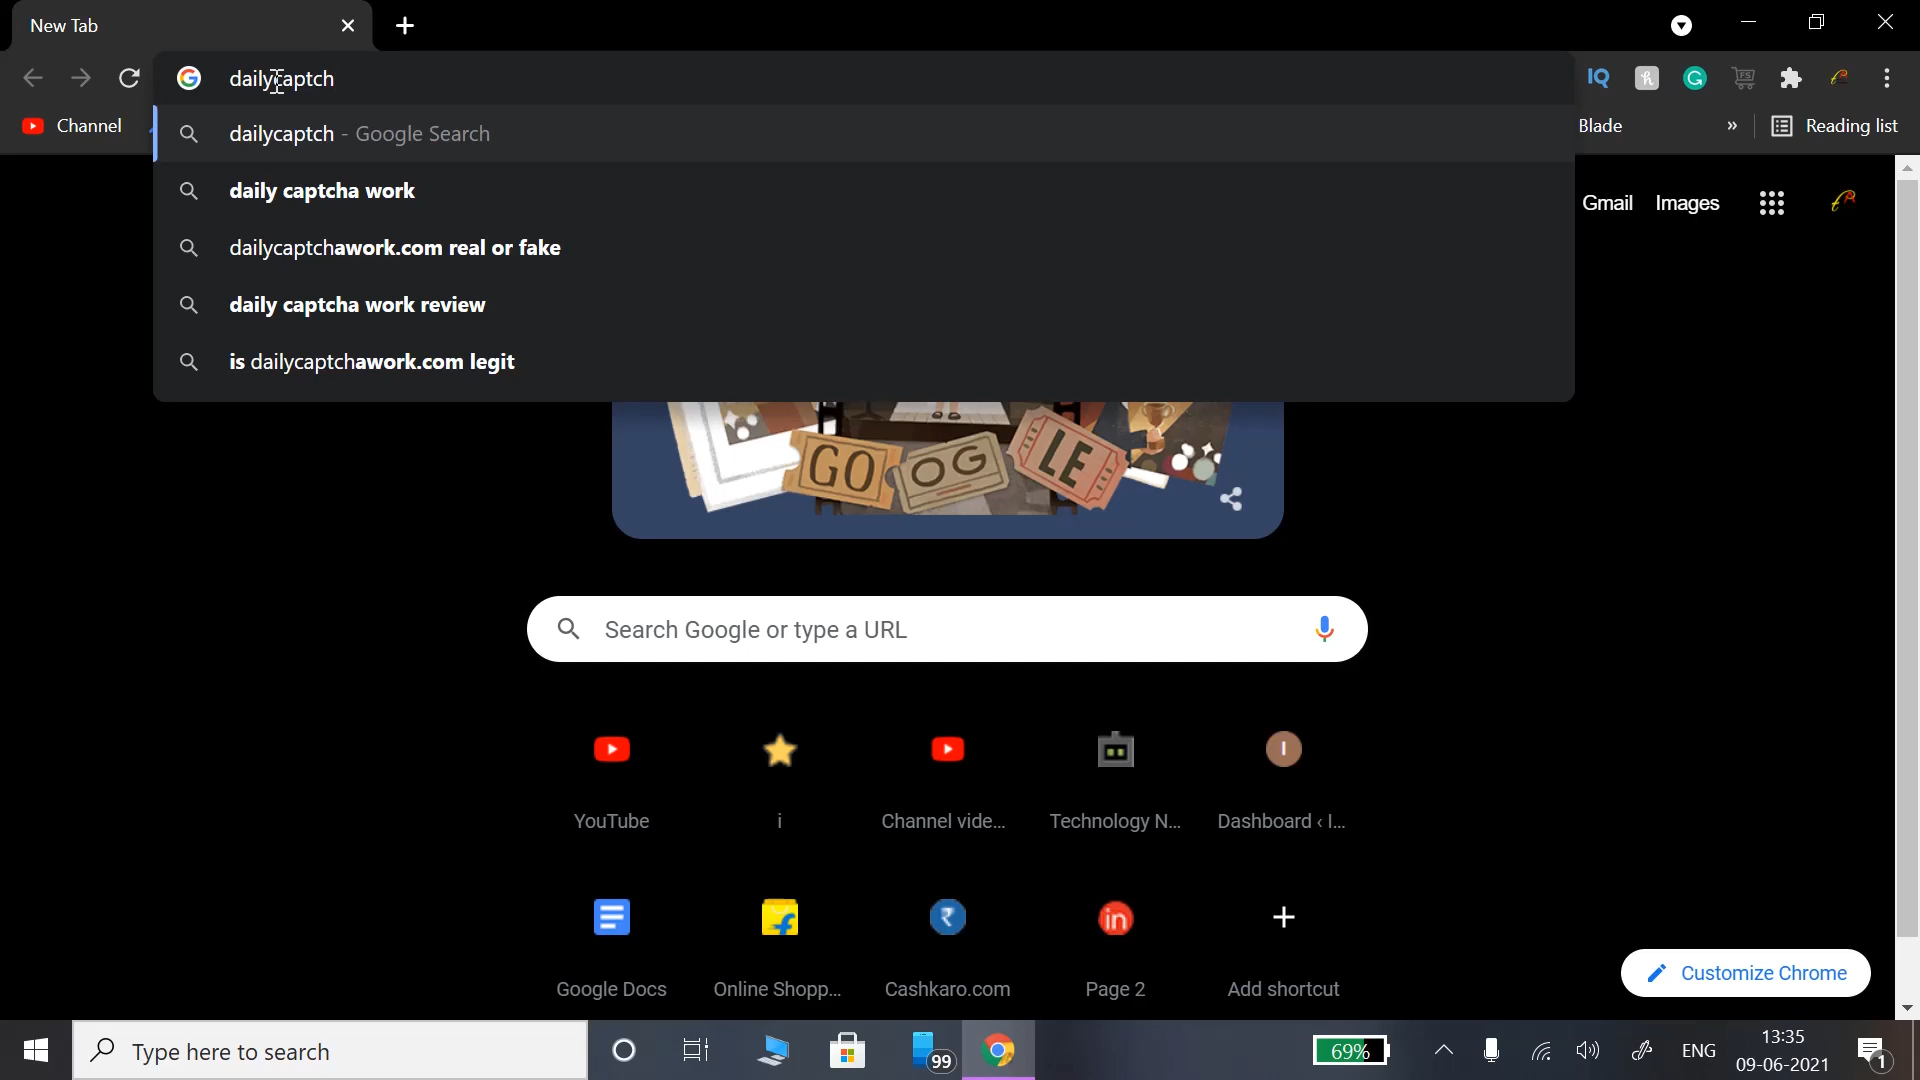 New Tab
dailycaptch
Channel
Blade
»
Reading list
dailycaptch - Google Search
daily captcha work
dailycaptchawork.com real or fake
daily captcha work review
is dailycaptchawork.com legit
Gmail Images
GO OG LE
Search Google or type a URL
YouTube
i
Channel vide...
Technology N...
Dashboard ‹ I...
Google Docs
Online Shopp...
Cashkaro.com
Page 2
Add shortcut
Customize Chrome
Type here to search
99
69%
ENG
13:35
09-06-2021
1